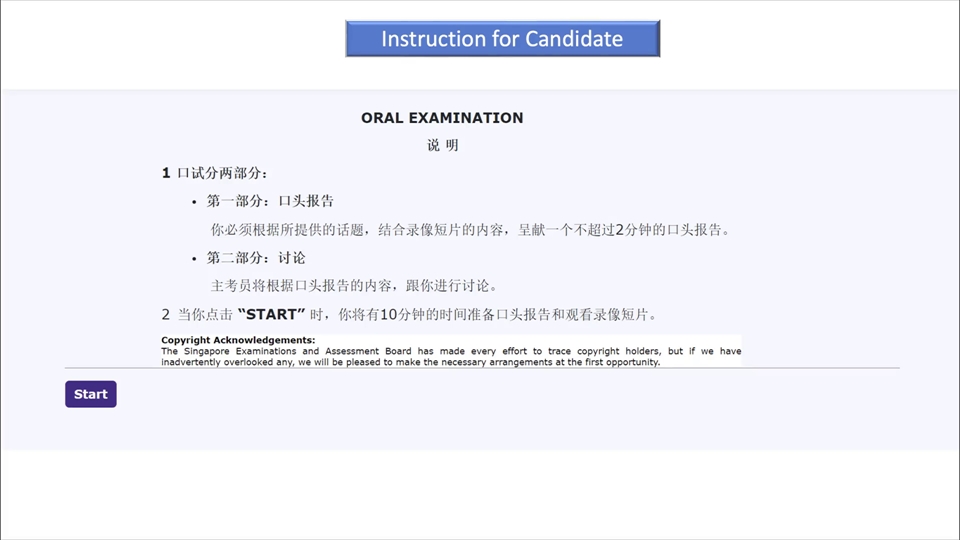 Instruction for Candidate
ORAL EXAMINATION
说 明
1 口试分两部分：
• 第一部分：口头报告
你必须根据所提供的话题，结合录像短片的内容，呈献一个不超过2分钟的口头报告。
• 第二部分：讨论
主考员将根据口头报告的内容，跟你进行讨论。
2 当你点击 “START” 时，你将有10分钟的时间准备口头报告和观看录像短片。
Copyright Acknowledgements:
The Singapore Examinations and Assessment Board has made every effort to trace copyright holders, but if we have
inadvertently overlooked any, we will be pleased to make the necessary arrangements at the first opportunity.
Start